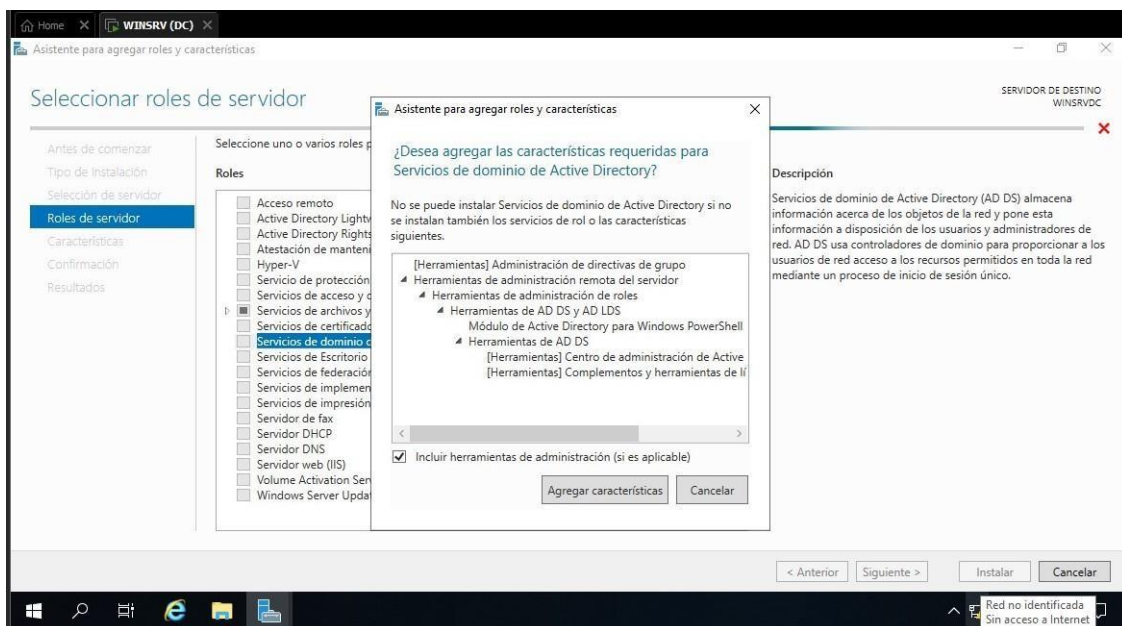 Home
WINSRV (DC)
Asistente para agregar roles y características
Seleccionar roles de servidor
SERVIDOR DE DESTINO
WINSRVDC
Antes de comenzar
Tipo de instalación
Selección de servidor
Roles de servidor
Características
Confirmación
Resultados
Seleccione uno o varios roles p
Roles
Acceso remoto
Active Directory Lightw
Active Directory Rights
Atestación de manteni
Hyper-V
Servicio de protección
Servicios de acceso y d
Servicios de archivos y
Servicios de certificado
Servicios de dominio d
Servicios de Escritorio
Servicios de federación
Servicios de implemen
Servicios de impresión
Servidor de fax
Servidor DHCP
Servidor DNS
Servidor web (IIS)
Volume Activation Serv
Windows Server Updat
Asistente para agregar roles y características
¿Desea agregar las características requeridas para
Servicios de dominio de Active Directory?
No se puede instalar Servicios de dominio de Active Directory si no
se instalan también los servicios de rol o las características
siguientes.
[Herramientas] Administración de directivas de grupo
Herramientas de administración remota del servidor
Herramientas de administración de roles
Herramientas de AD DS y AD LDS
Módulo de Active Directory para Windows PowerShell
Herramientas de AD DS
[Herramientas] Centro de administración de Active
[Herramientas] Complementos y herramientas de lí
Incluir herramientas de administración (si es aplicable)
Agregar características
Cancelar
Descripción
Servicios de dominio de Active Directory (AD DS) almacena
información acerca de los objetos de la red y pone esta
información a disposición de los usuarios y administradores de
red. AD DS usa controladores de dominio para proporcionar a los
usuarios de red acceso a los recursos permitidos en toda la red
mediante un proceso de inicio de sesión único.
< Anterior
Siguiente >
Instalar
Cancelar
Red no identificada
Sin acceso a Internet